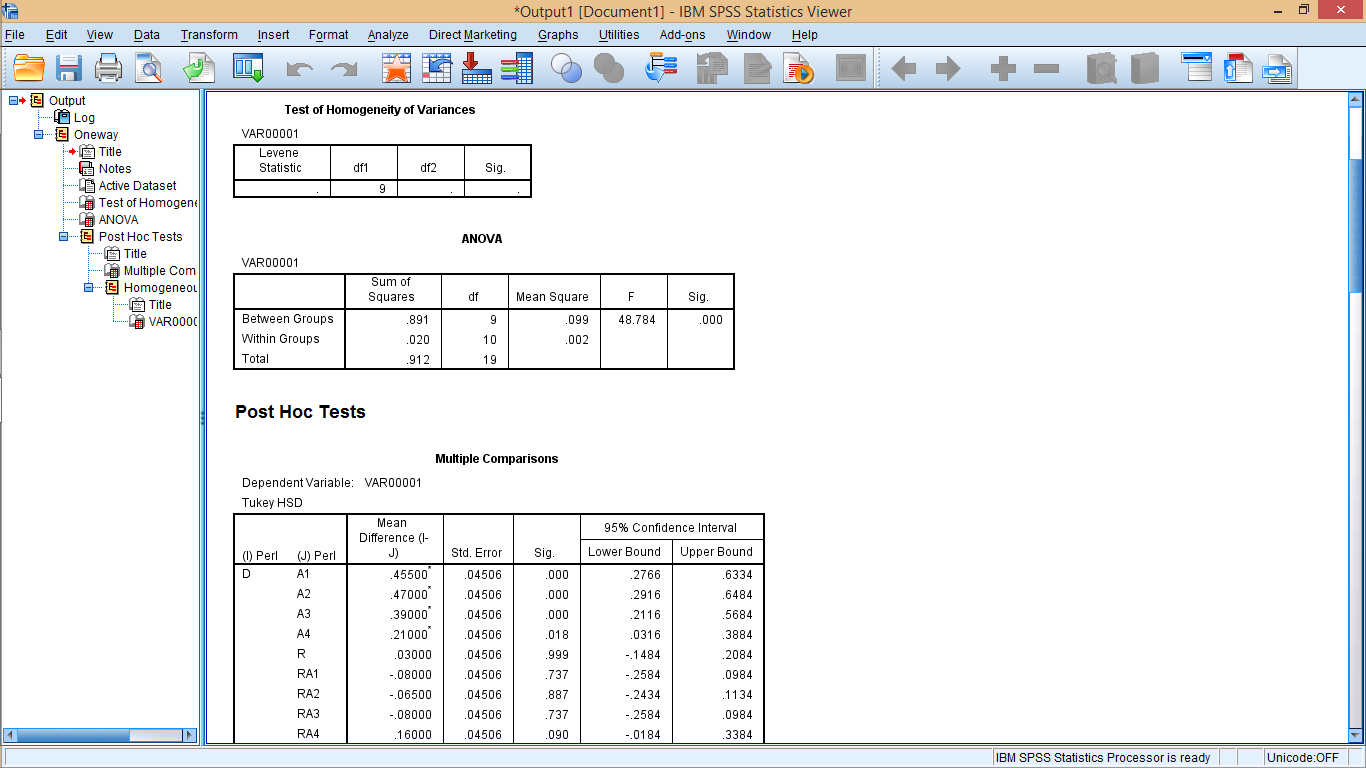 *Output1 [Document1] - IBM SPSS Statistics Viewer
File Edit View Data Transform Insert Format Analyze Direct Marketing Graphs Utilities Add-ons Window Help
Output
Log
Oneway
Title
Notes
Active Dataset
Test of Homogene
ANOVA
Post Hoc Tests
Title
Multiple Com
Homogeneou
Title
VAR0000
Test of Homogeneity of Variances
VAR00001
Levene
Statistic df1 df2 Sig.
. 9 . .
ANOVA
VAR00001
Sum of
Squares df Mean Square F Sig.
Between Groups .891 9 .099 48.784 .000
Within Groups .020 10 .002
Total .912 19
Post Hoc Tests
Multiple Comparisons
Dependent Variable: VAR00001
Tukey HSD
Mean
Difference (I-
95% Confidence Interval
(I) Perl (J) Perl J) Std. Error Sig. Lower Bound Upper Bound
D A1 .45500* .04506 .000 .2766 .6334
A2 .47000* .04506 .000 .2916 .6484
A3 .39000* .04506 .000 .2116 .5684
A4 .21000* .04506 .018 .0316 .3884
R .03000 .04506 .999 -.1484 .2084
RA1 -.08000 .04506 .737 -.2584 .0984
RA2 -.06500 .04506 .887 -.2434 .1134
RA3 -.08000 .04506 .737 -.2584 .0984
RA4 .16000 .04506 .090 -.0184 .3384
IBM SPSS Statistics Processor is ready Unicode:OFF